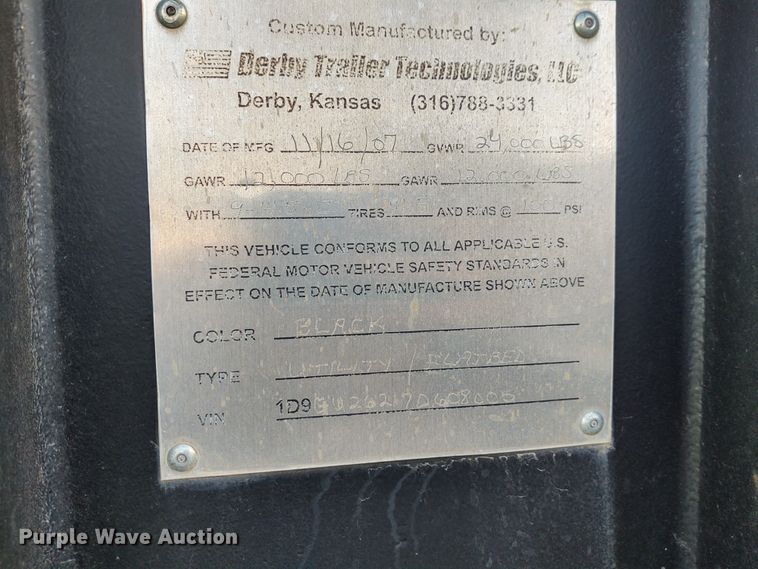 Custom Manufactured by:
Derby Trailer Technologies, LLC
Derby, Kansas (316)788-3331
DATE OF MFG 11/16/07 GVWR 24,000 LBS
GAWR 12,000 LBS GAWR 12,000 LBS
WITH TIRES AND RIMS @ PSI
THIS VEHICLE CONFORMS TO ALL APPLICABLE U.S.
FEDERAL MOTOR VEHICLE SAFETY STANDARDS IN
EFFECT ON THE DATE OF MANUFACTURE SHOWN ABOVE
COLOR BLACK
TYPE UTILITY / FLATBED
VIN 1D9
Purple Wave Auction